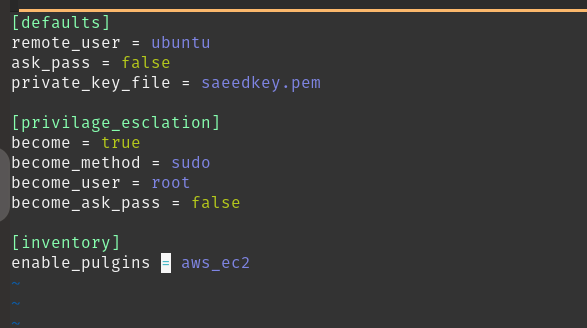 [defaults]
remote_user = ubuntu
ask_pass = false
private_key_file = saeedkey.pem
[privilage_esclation]
become = true
become_method = sudo
become_user = root
become_ask_pass = false
[inventory]
enable_pulgins = aws_ec2
~
~
~